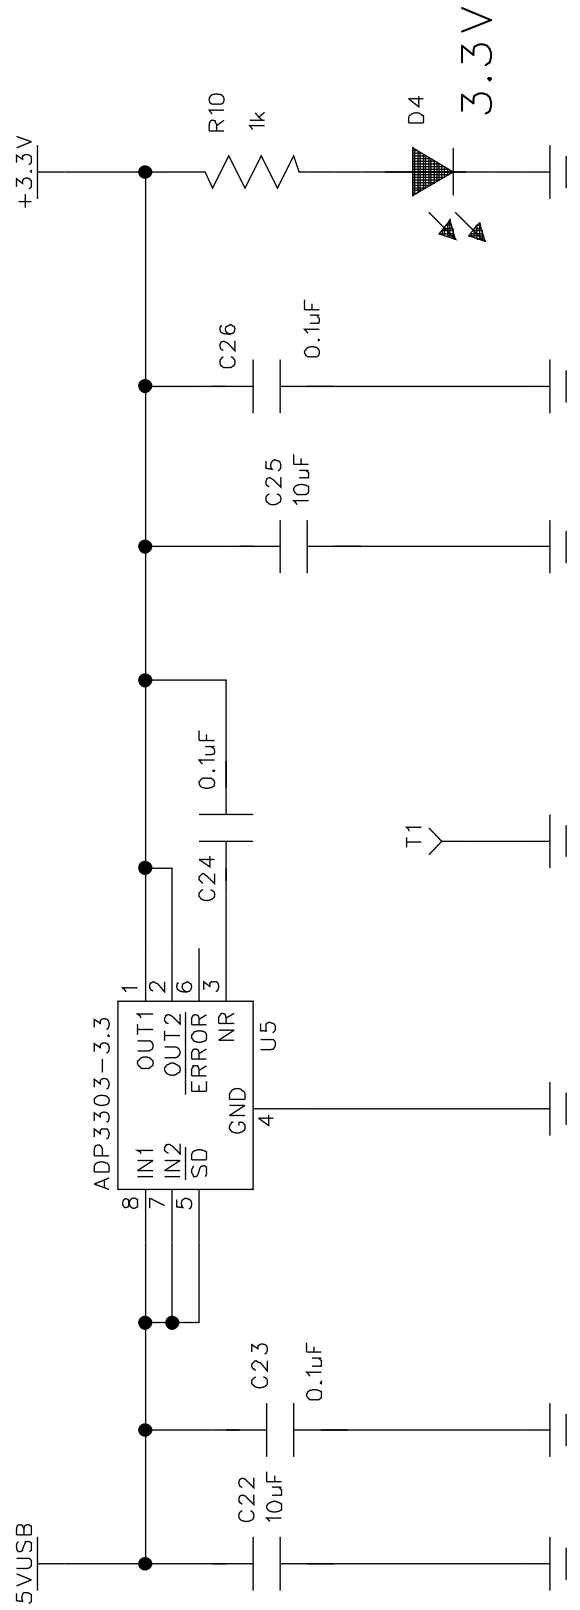 5VUSB
C22
10uF
C23
0.1uF
ADP3303-3.3
8
IN1
7
IN2
5
SD
GND
4
U5
OUT1
1
OUT2
2
ERROR
6
NR
3
C24
0.1uF
T1
C25
10uF
C26
0.1uF
+3.3V
R10
1k
D4
3.3V